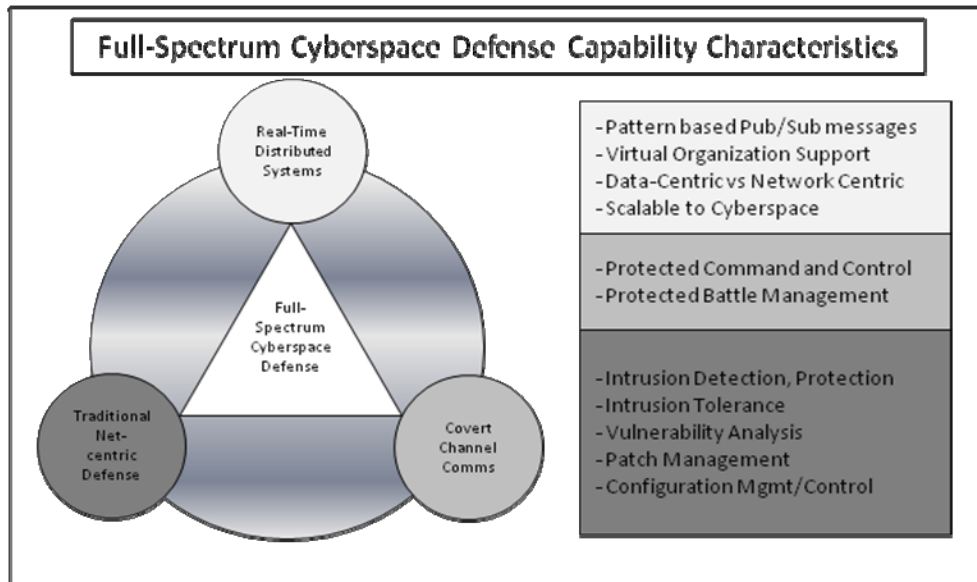 Full-Spectrum Cyberspace Defense Capability Characteristics
Real-Time
Distributed
Systems
Full-
Spectrum
Cyberspace
Defense
Traditional
Net-
centric
Defense
Covert
Channel
Comms
-Pattern based Pub/Sub messages
-Virtual Organization Support
-Data-Centric vs Network Centric
-Scalable to Cyberspace
-Protected Command and Control
-Protected Battle Management
-Intrusion Detection, Protection
-Intrusion Tolerance
-Vulnerability Analysis
-Patch Management
-Configuration Mgmt/Control